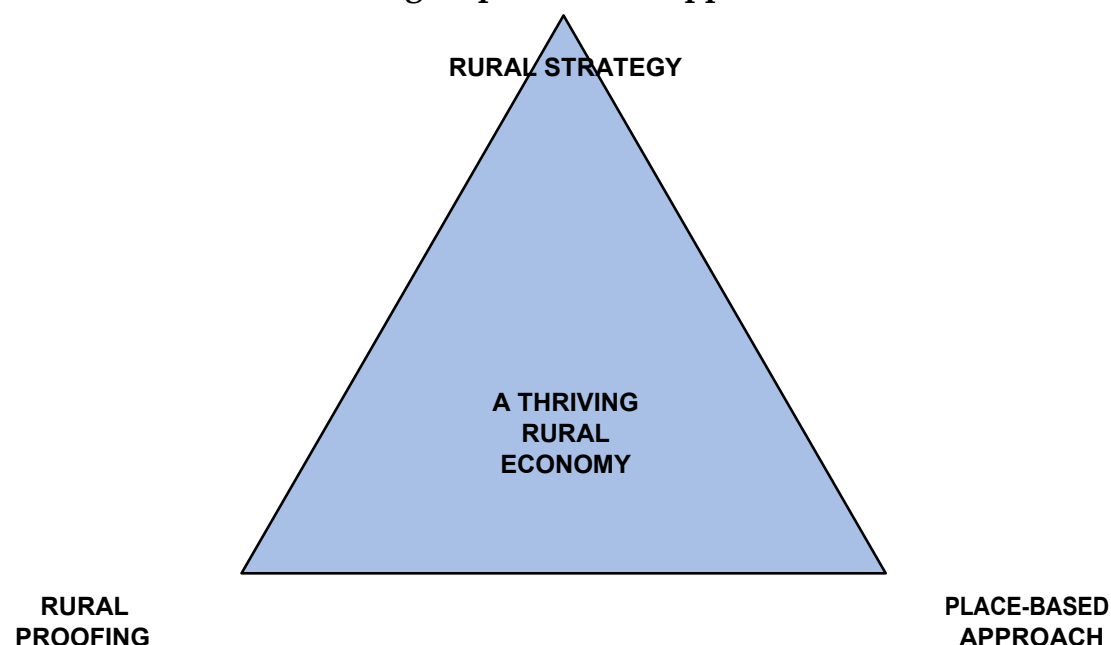 RURAL STRATEGY
A THRIVING
RURAL
ECONOMY
RURAL
PROOFING
PLACE-BASED
APPROACH